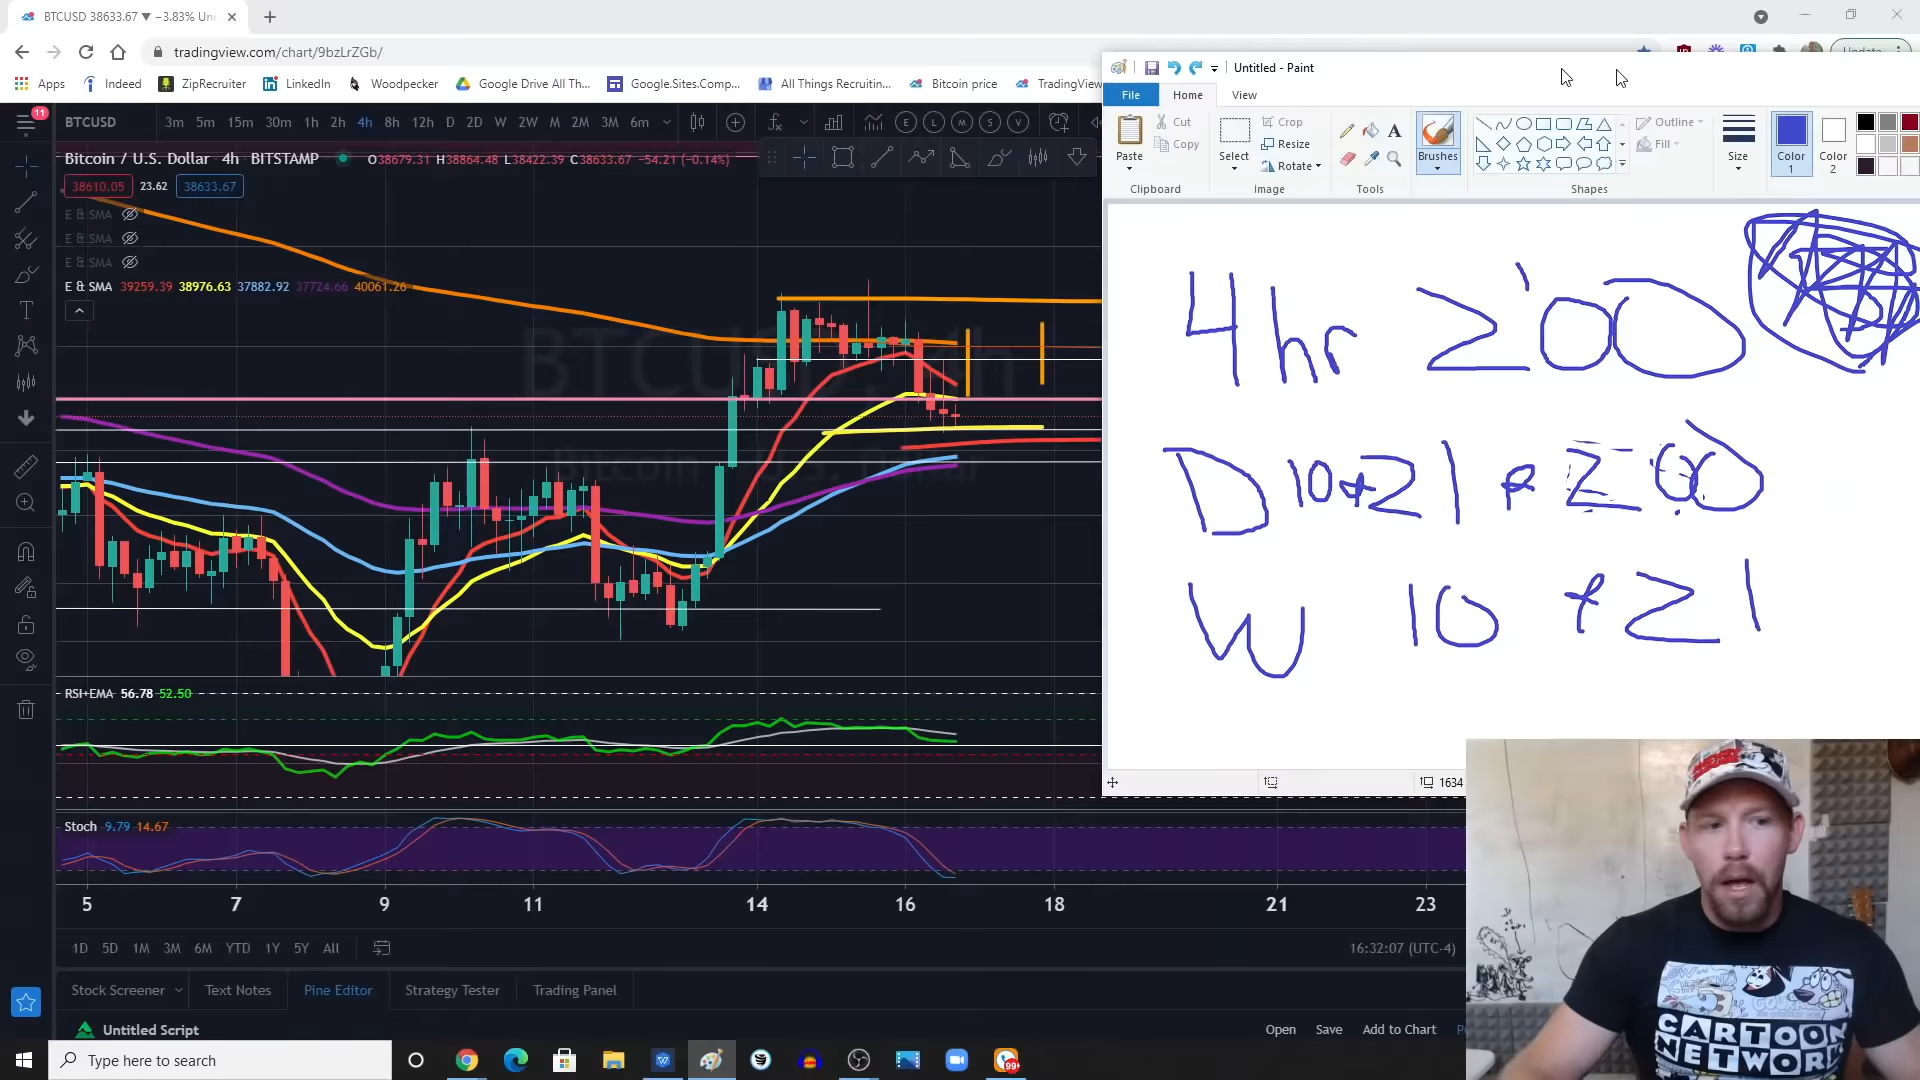 BTCUSD 38633.67 ▼ −3.83% Un
tradingview.com/chart/9bzLrZGb/
Update
Apps Indeed ZipRecruiter LinkedIn Woodpecker Google Drive All Th... Google.Sites.Comp... All Things Recruitin... Bitcoin price TradingView
Untitled - Paint
File Home View
Paste Cut Copy Select Crop Resize Rotate Brushes Outline Fill Size Color 1 Color 2
Clipboard Image Tools Shapes
11
BTCUSD 3m 5m 15m 30m 1h 2h 4h 8h 12h D 2D W 2W M 2M 3M 6m
E L M S V
Bitcoin / U.S. Dollar · 4h · BITSTAMP O38679.31 H38864.48 L38422.39 C38633.67 −54.21 (−0.14%)
38610.05 23.62 38633.67
E & SMA
E & SMA
E & SMA
E & SMA 39259.39 38976.63 37882.92 37724.66 40061.26
BTCUSD, 4h
4hr 200
D 10+21 + 200
W 10 + 21
1634
RSI+EMA 56.78 52.50
Stoch 9.79 14.67
5 7 9 11 14 16 18 21 23
1D 5D 1M 3M 6M YTD 1Y 5Y All
16:32:07 (UTC-4)
Stock Screener Text Notes Pine Editor Strategy Tester Trading Panel
Untitled Script
Open Save Add to Chart
Type here to search
99+
CARTOON
NETWORK